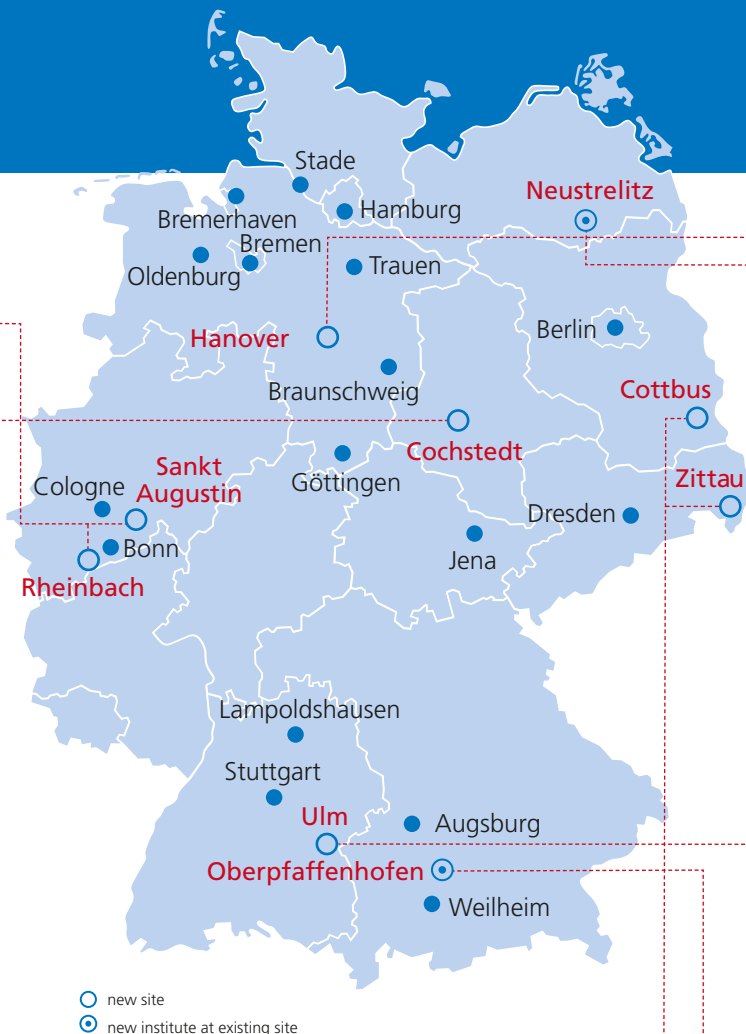 Stade
Neustrelitz
Hamburg
Bremerhaven
Bremen
Oldenburg
Trauen
Berlin
Hanover
Braunschweig
Cottbus
Cochstedt
Sankt
Augustin
Göttingen
Zittau
Cologne
Dresden
Bonn
Jena
Rheinbach
Lampoldshausen
Stuttgart
Ulm
Augsburg
Oberpfaffenhofen
Weilheim
new site
new institute at existing site